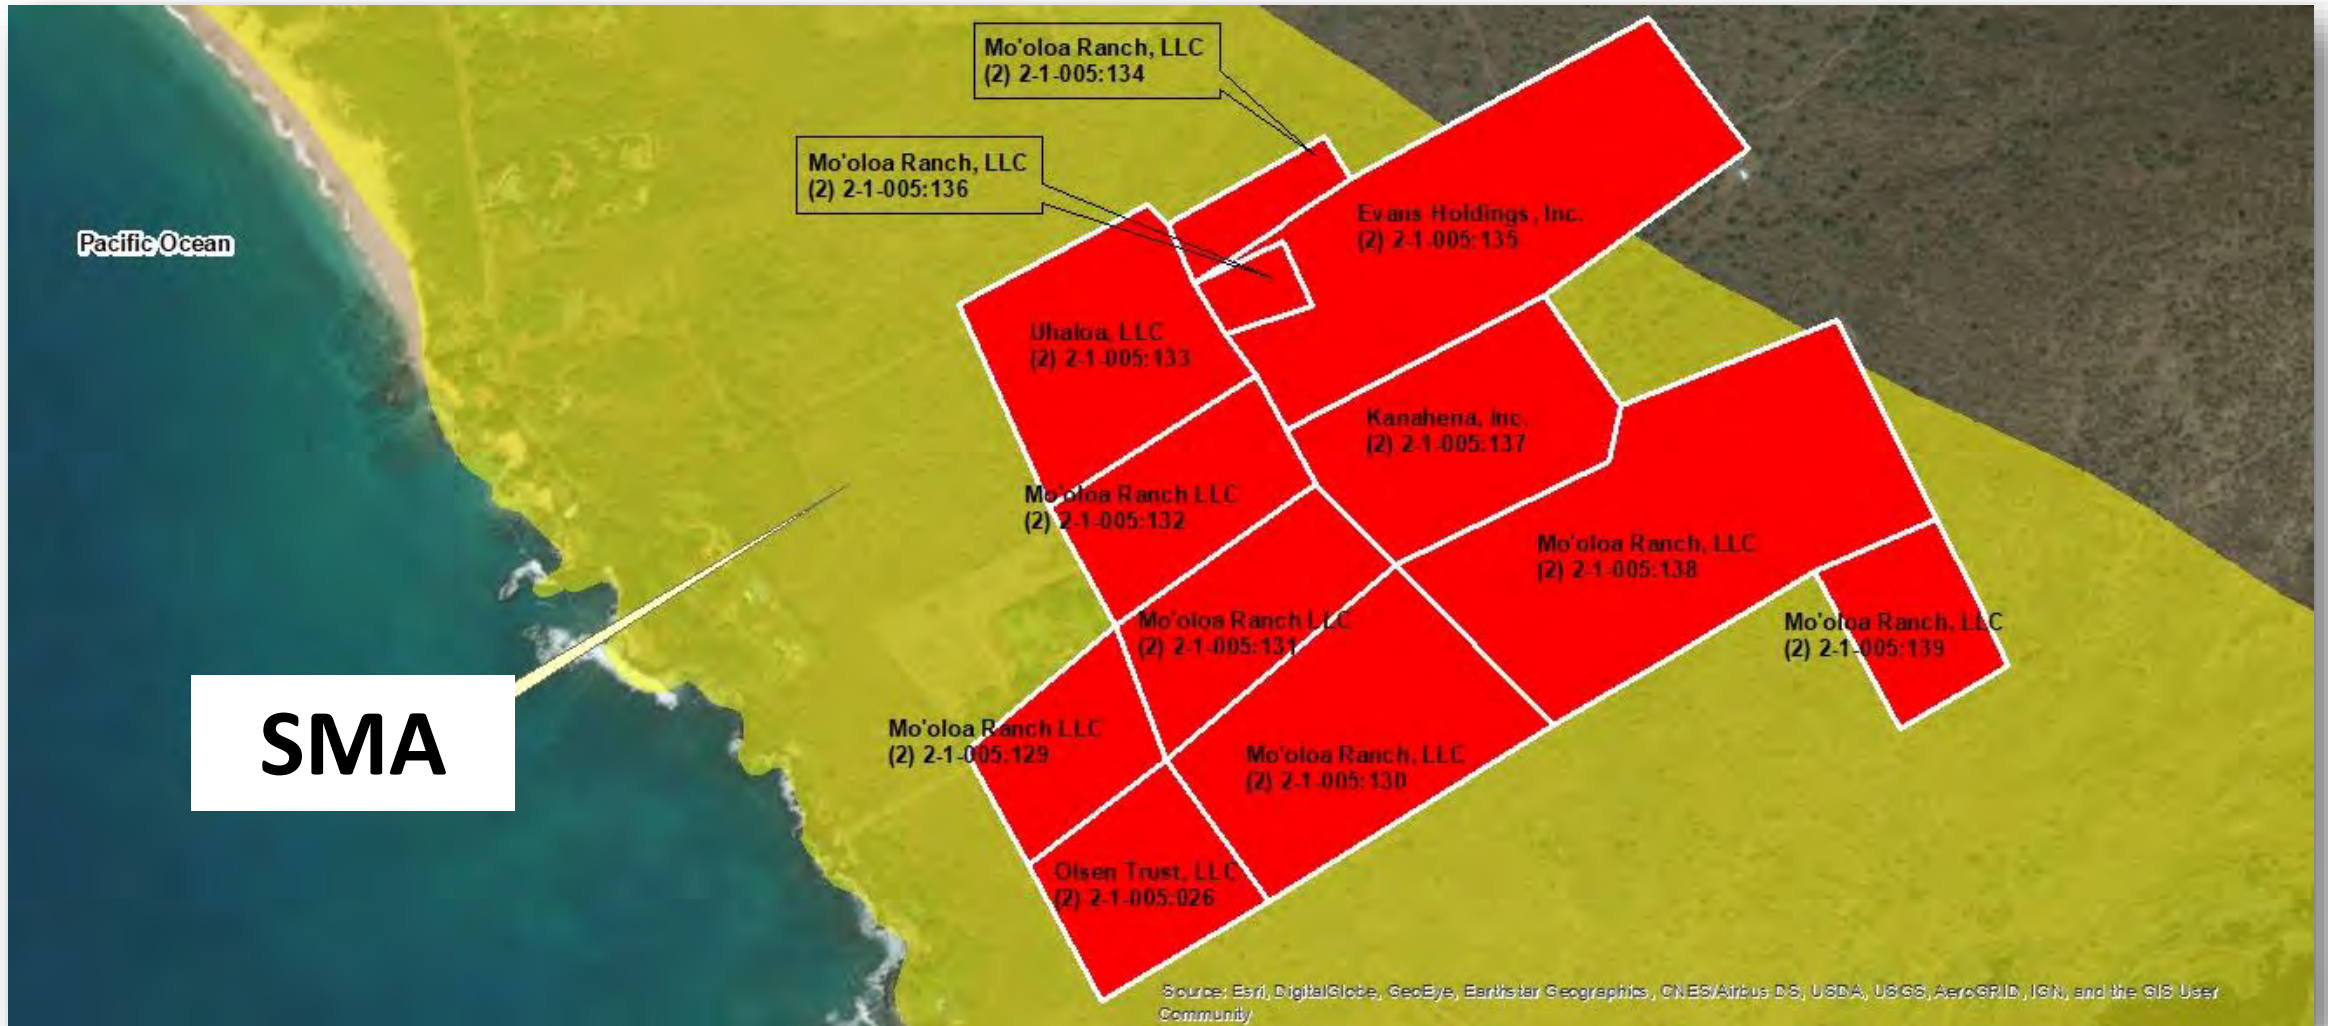 Mo'oloa Ranch, LLC
(2) 2-1-005:134
Mo'oloa Ranch, LLC
(2) 2-1-005:136
Pacific Ocean
Evans Holdings, Inc.
(2) 2-1-005:135
Uhaloa, LLC
(2) 2-1-005:133
Kanahena, Inc.
(2) 2-1-005:137
Mo'oloa Ranch LLC
(2) 2-1-005:132
Mo'oloa Ranch, LLC
(2) 2-1-005:138
Mo'oloa Ranch LLC
(2) 2-1-005:131
Mo'oloa Ranch, LLC
(2) 2-1-005:139
SMA
Mo'oloa Ranch LLC
(2) 2-1-005:129
Mo'oloa Ranch, LLC
(2) 2-1-005:130
Olsen Trust, LLC
(2) 2-1-005:026
Source: Esri, DigitalGlobe, GeoEye, Earthstar Geographics, CNES/Airbus DS, USDA, USGS, AeroGRID, IGN, and the GIS User
Community